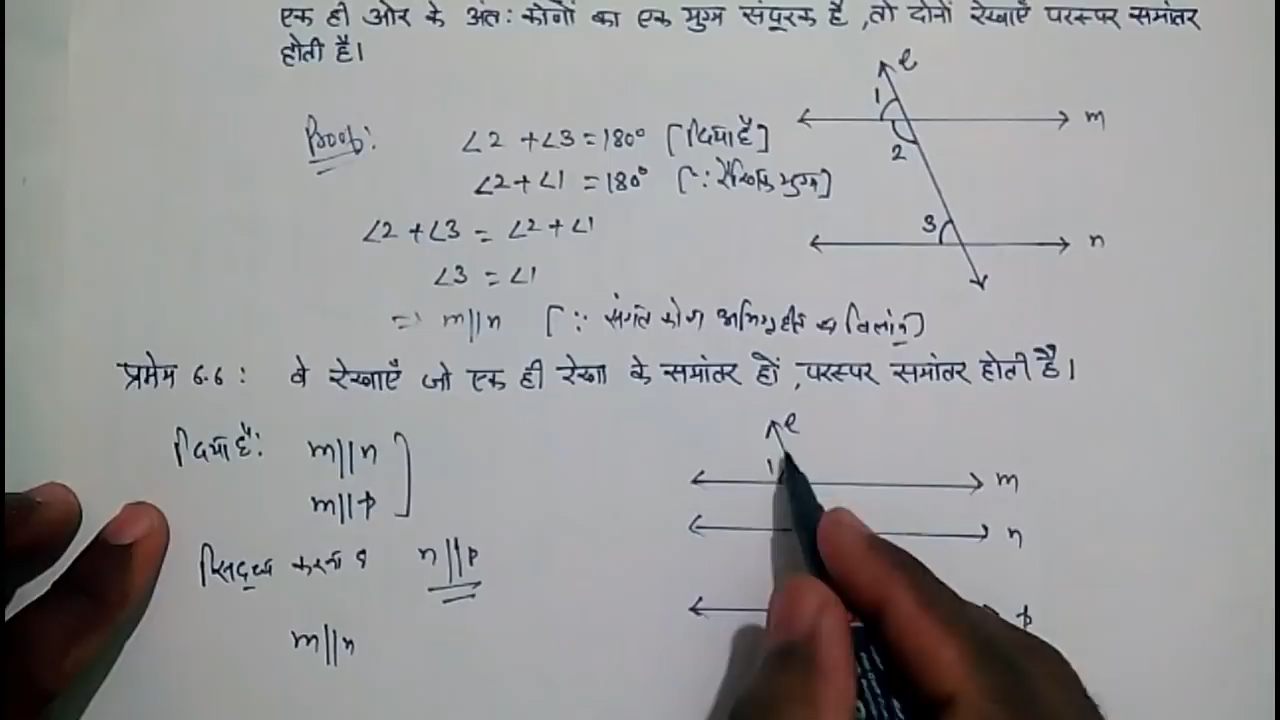 एक ही ओर के अंतः कोणों का एक युग्म संपूरक है, तो दोनों रेखाएँ परस्पर समांतर
होती है।
l
1
m
2
3
n
Proof:
∠2 + ∠3 = 180° [दिया है]
∠2 + ∠1 = 180° [∵ रैखिक युग्म]
∠2 + ∠3 = ∠2 + ∠1
∠3 = ∠1
⇒ m||n [∵ संगत कोण अभिगृहीत का विलोम]
प्रमेय 6.6: वे रेखाएँ जो एक ही रेखा के समांतर हों, परस्पर समांतर होती है।
दिया है: m||n
m||p
सिद्ध करना n||p
m||n
l
1
m
n
p